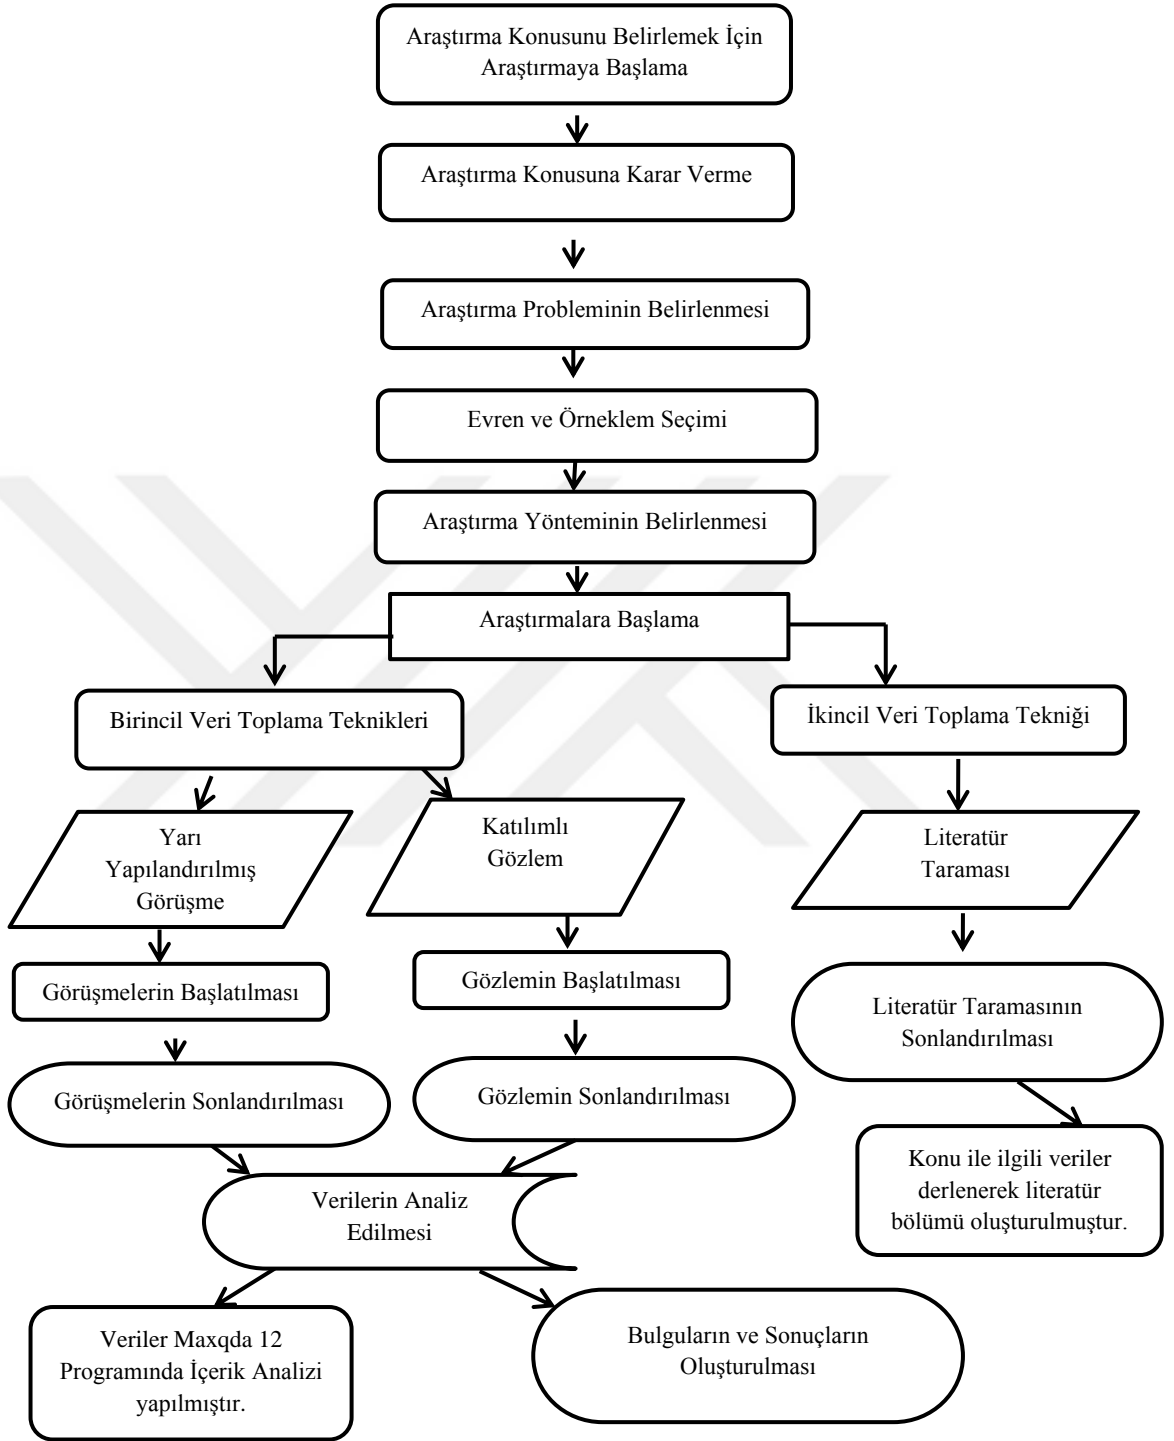 Araştırma Konusunu Belirlemek İçin
Araştırmaya Başlama
Araştırma Konusuna Karar Verme
Araştırma Probleminin Belirlenmesi
Evren ve Örneklem Seçimi
Araştırma Yönteminin Belirlenmesi
Araştırmalara Başlama
Birincil Veri Toplama Teknikleri
İkincil Veri Toplama Tekniği
Yarı
Yapılandırılmış
Görüşme
Katılımlı
Gözlem
Literatür
Taraması
Görüşmelerin Başlatılması
Gözlemin Başlatılması
Literatür Taramasının
Sonlandırılması
Görüşmelerin Sonlandırılması
Gözlemin Sonlandırılması
Konu ile ilgili veriler
derlenerek literatür
bölümü oluşturulmuştur.
Verilerin Analiz
Edilmesi
Veriler Maxqda 12
Programında İçerik Analizi
yapılmıştır.
Bulguların ve Sonuçların
Oluşturulması